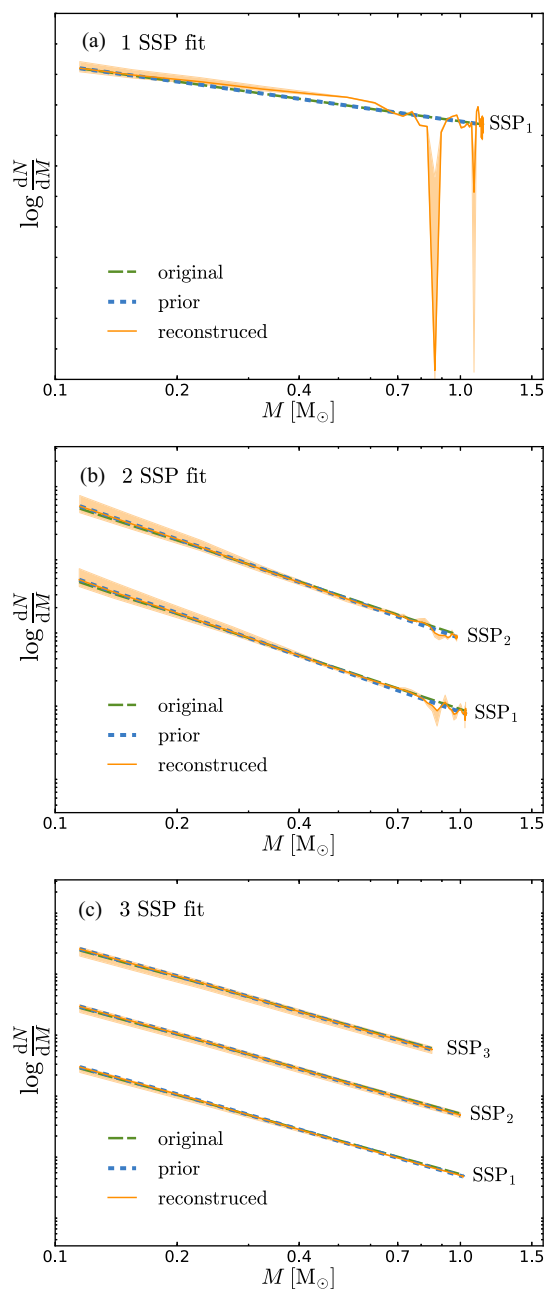 (a) 1 SSP fit
SSP₁
log dN/dM
original
prior
reconstruced
0.1 0.2 0.4 0.7 1.0 1.5
M [M⊙]
(b) 2 SSP fit
SSP₂
log dN/dM
SSP₁
original
prior
reconstruced
0.1 0.2 0.4 0.7 1.0 1.5
M [M⊙]
(c) 3 SSP fit
SSP₃
log dN/dM
SSP₂
original
SSP₁
prior
reconstruced
0.1 0.2 0.4 0.7 1.0 1.5
M [M⊙]